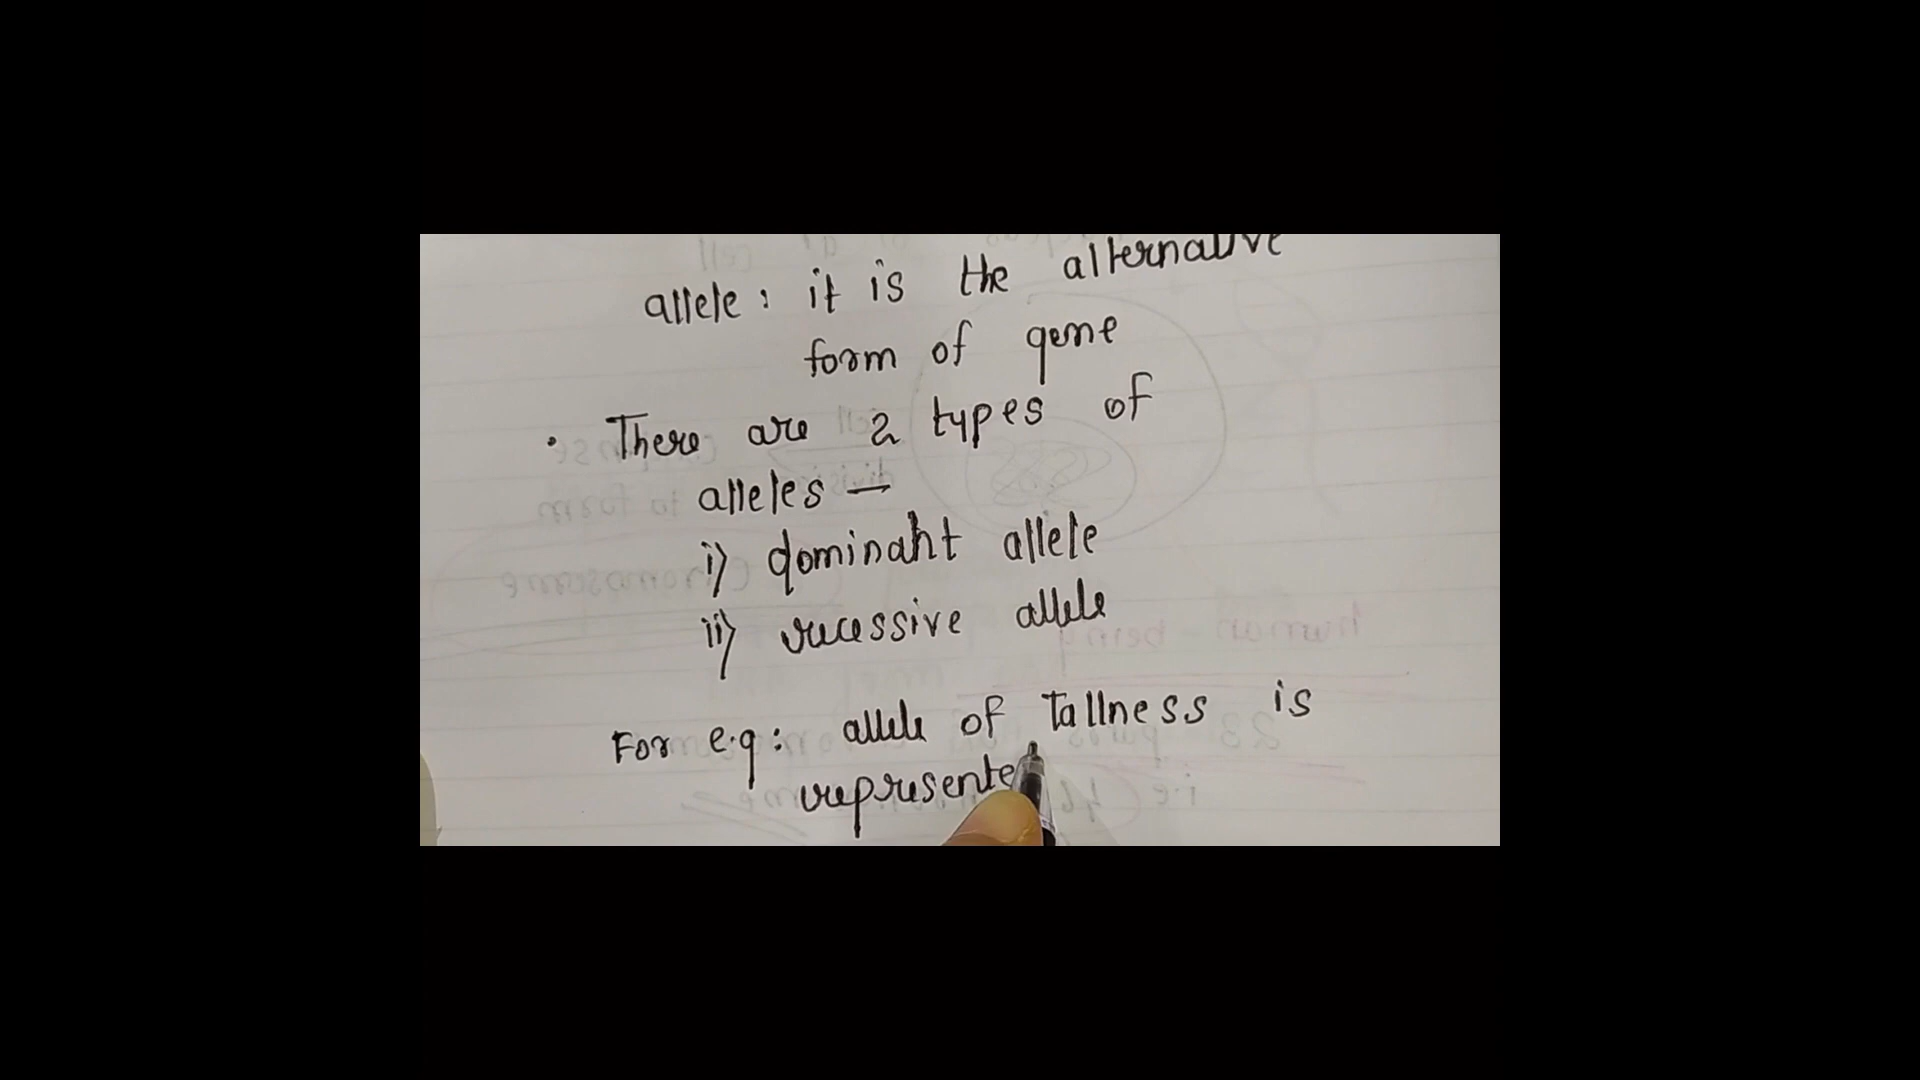 allele : it is the alternative
form of gene
• There are 2 types of
alleles —
i) dominant allele
ii) recessive allele
For e.g : allele of Tallness is
represente